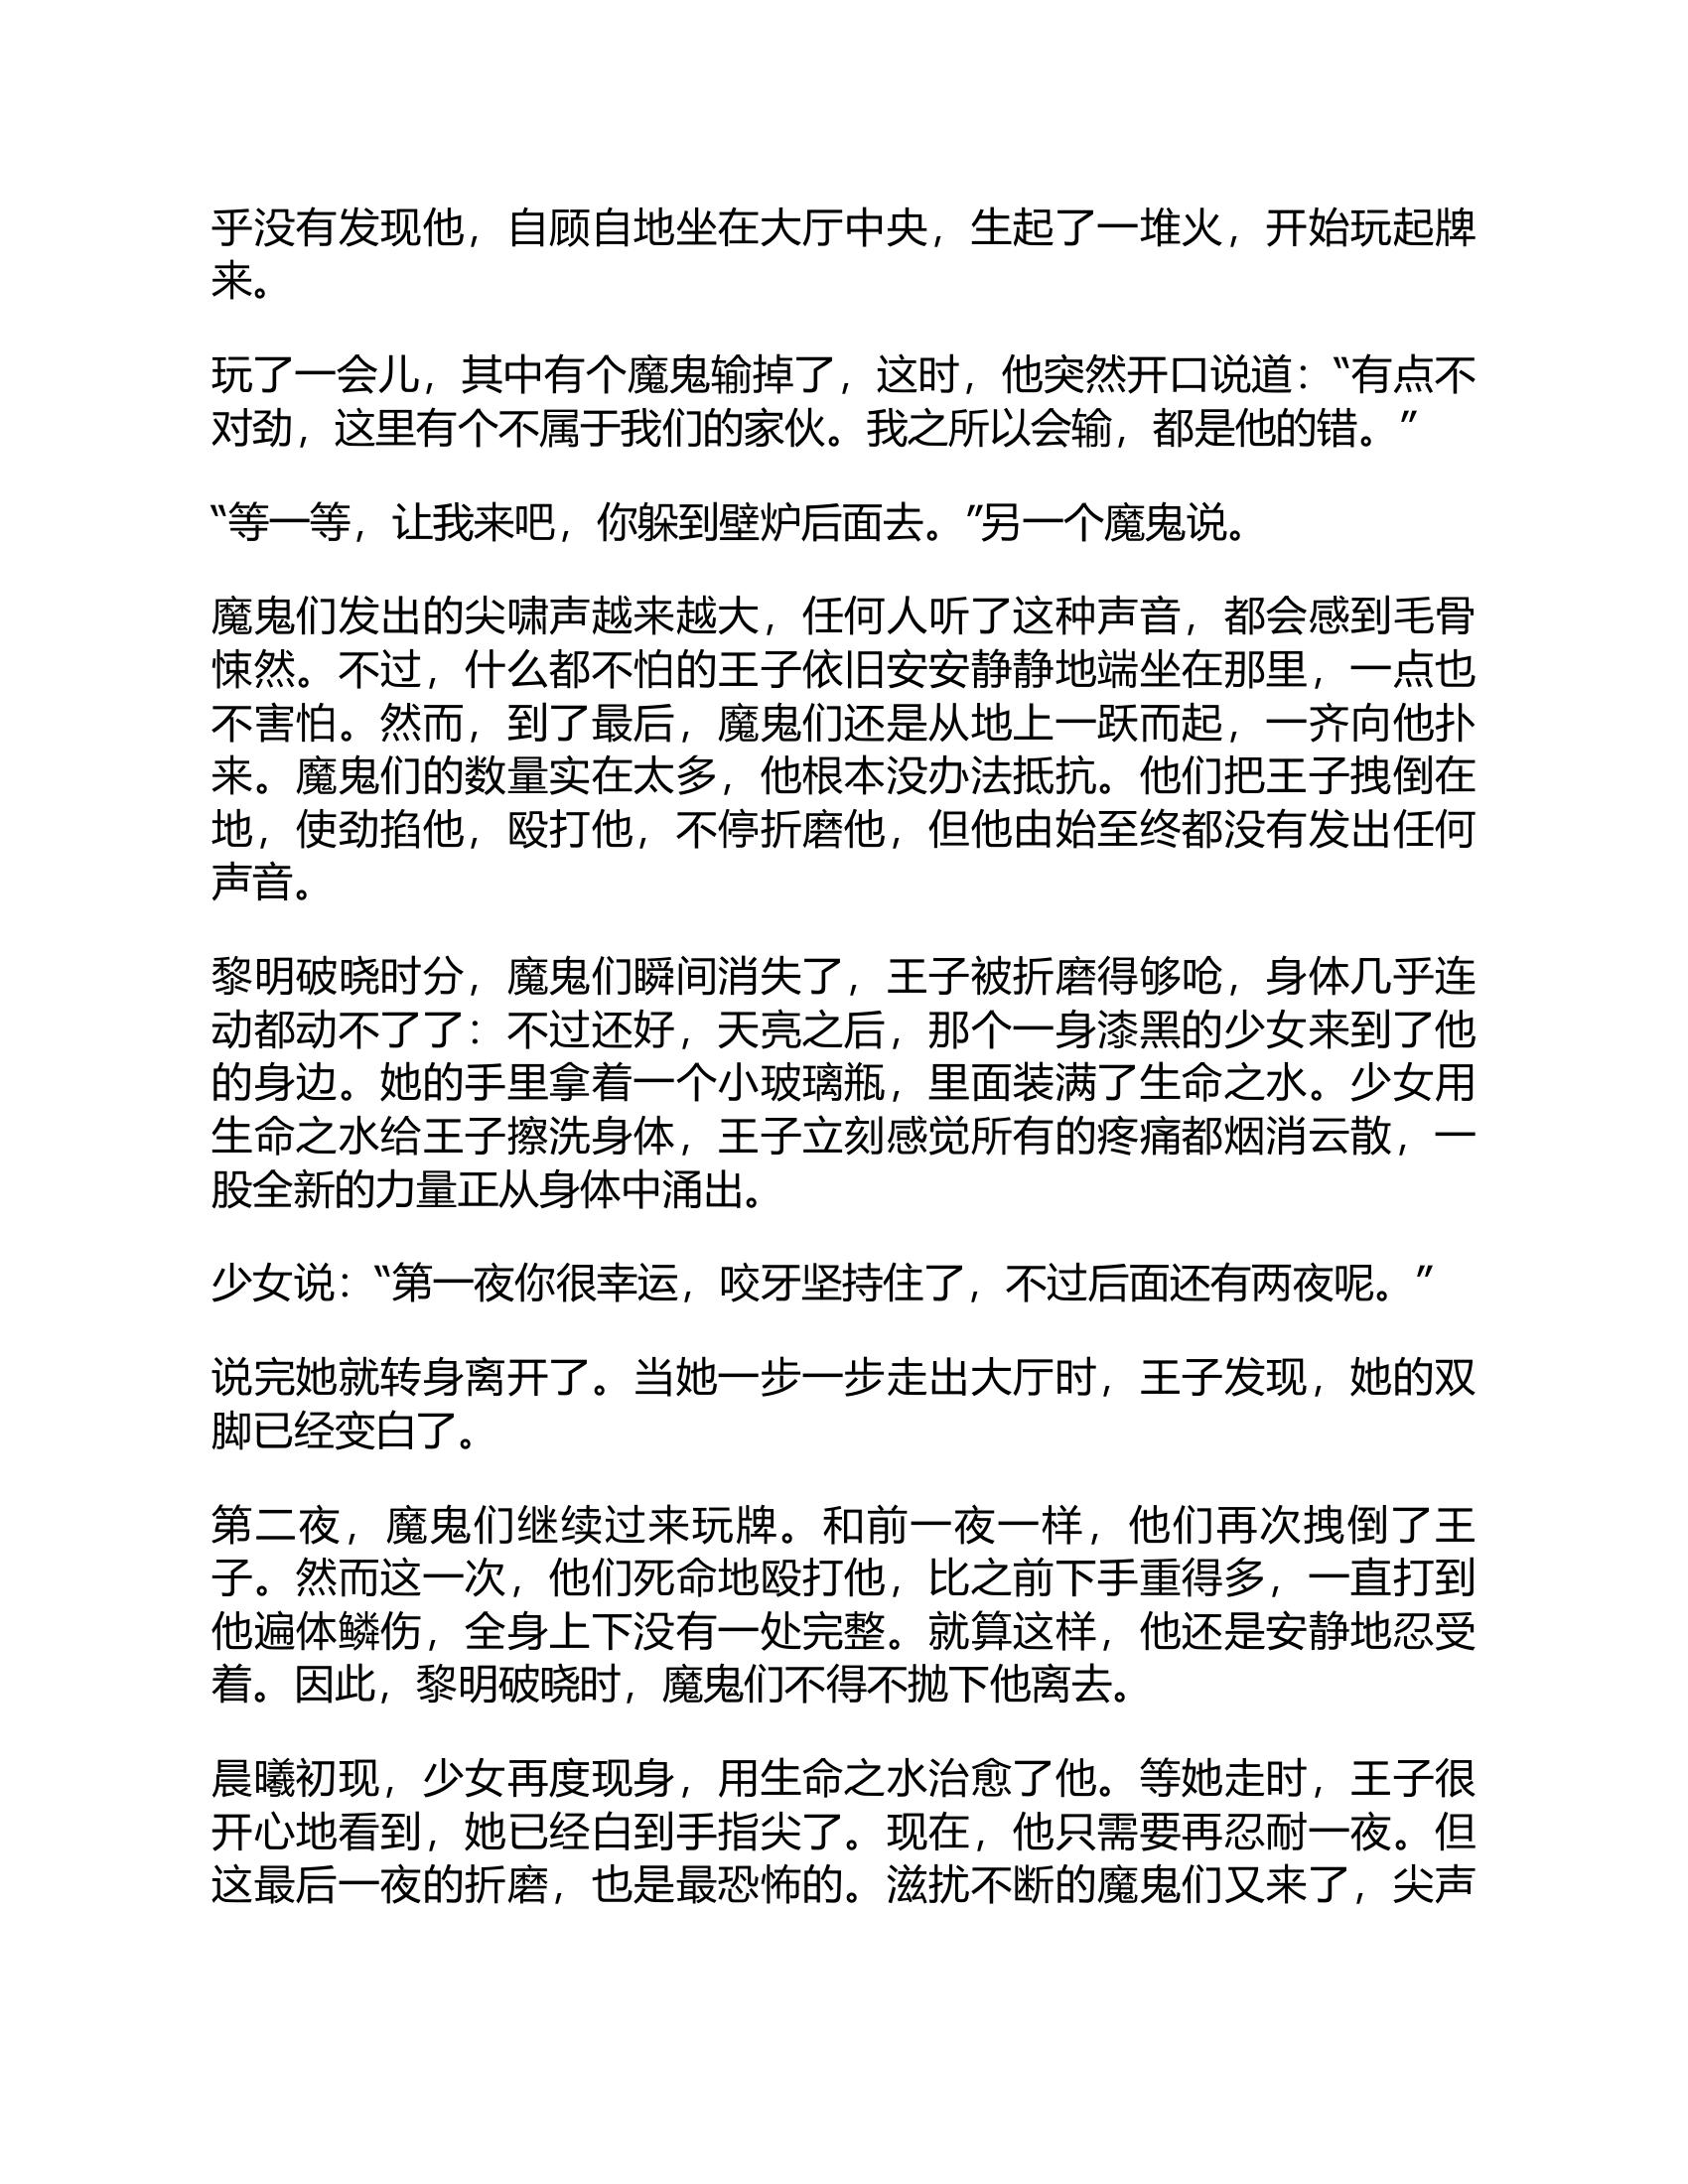 乎没有发现他，自顾自地坐在大厅中央，生起了一堆火，开始玩起牌
来。
玩了一会儿，其中有个魔鬼输掉了，这时，他突然开口说道：“有点不
对劲，这里有个不属于我们的家伙。我之所以会输，都是他的错。”
“等一等，让我来吧，你躲到壁炉后面去。”另一个魔鬼说。
魔鬼们发出的尖啸声越来越大，任何人听了这种声音，都会感到毛骨
悚然。不过，什么都不怕的王子依旧安安静静地端坐在那里，一点也
不害怕。然而，到了最后，魔鬼们还是从地上一跃而起，一齐向他扑
来。魔鬼们的数量实在太多，他根本没办法抵抗。他们把王子拽倒在
地，使劲掐他，殴打他，不停折磨他，但他由始至终都没有发出任何
声音。
黎明破晓时分，魔鬼们瞬间消失了，王子被折磨得够呛，身体几乎连
动都动不了了：不过还好，天亮之后，那个一身漆黑的少女来到了他
的身边。她的手里拿着一个小玻璃瓶，里面装满了生命之水。少女用
生命之水给王子擦洗身体，王子立刻感觉所有的疼痛都烟消云散，一
股全新的力量正从身体中涌出。
少女说：“第一夜你很幸运，咬牙坚持住了，不过后面还有两夜呢。”
说完她就转身离开了。当她一步一步走出大厅时，王子发现，她的双
脚已经变白了。
第二夜，魔鬼们继续过来玩牌。和前一夜一样，他们再次拽倒了王
子。然而这一次，他们死命地殴打他，比之前下手重得多，一直打到
他遍体鳞伤，全身上下没有一处完整。就算这样，他还是安静地忍受
着。因此，黎明破晓时，魔鬼们不得不抛下他离去。
晨曦初现，少女再度现身，用生命之水治愈了他。等她走时，王子很
开心地看到，她已经白到手指尖了。现在，他只需要再忍耐一夜。但
这最后一夜的折磨，也是最恐怖的。滋扰不断的魔鬼们又来了，尖声